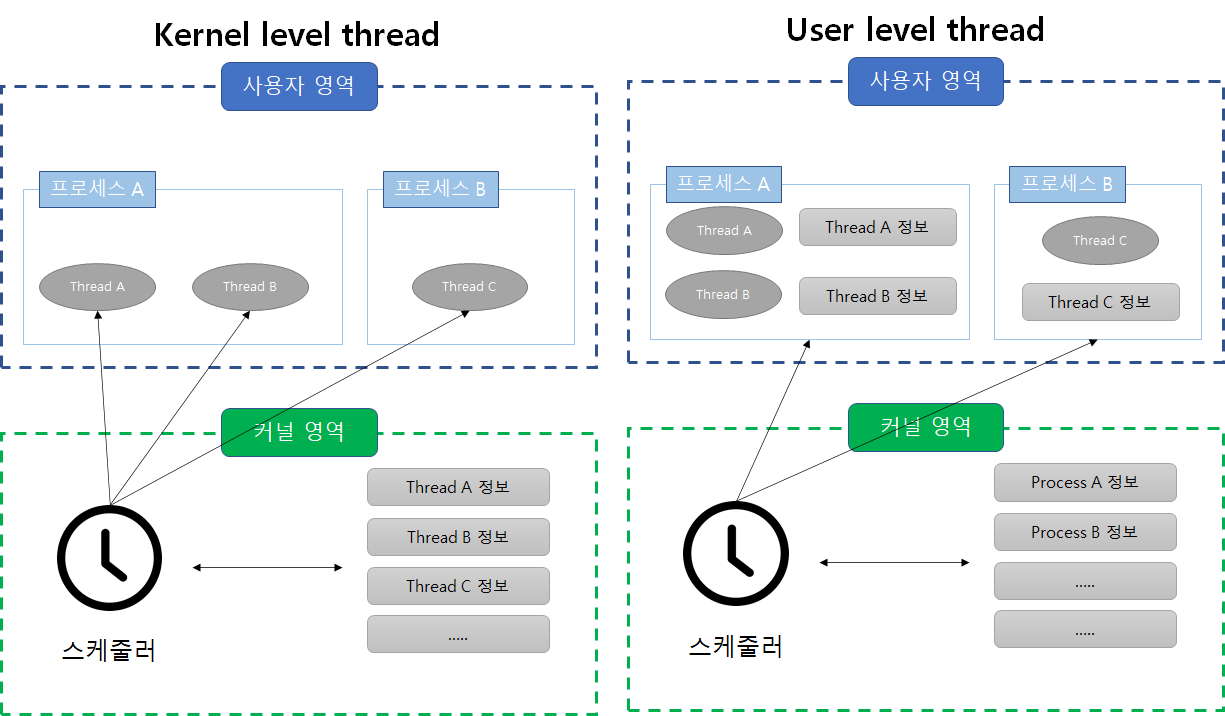 Kernel level thread
사용자 영역
프로세스 A
프로세스 B
Thread A
Thread B
Thread C
커널 영역
Thread A 정보
Thread B 정보
Thread C 정보
.....
스케줄러
User level thread
사용자 영역
프로세스 A
프로세스 B
Thread A
Thread A 정보
Thread B
Thread B 정보
Thread C
Thread C 정보
커널 영역
Process A 정보
Process B 정보
.....
.....
스케줄러